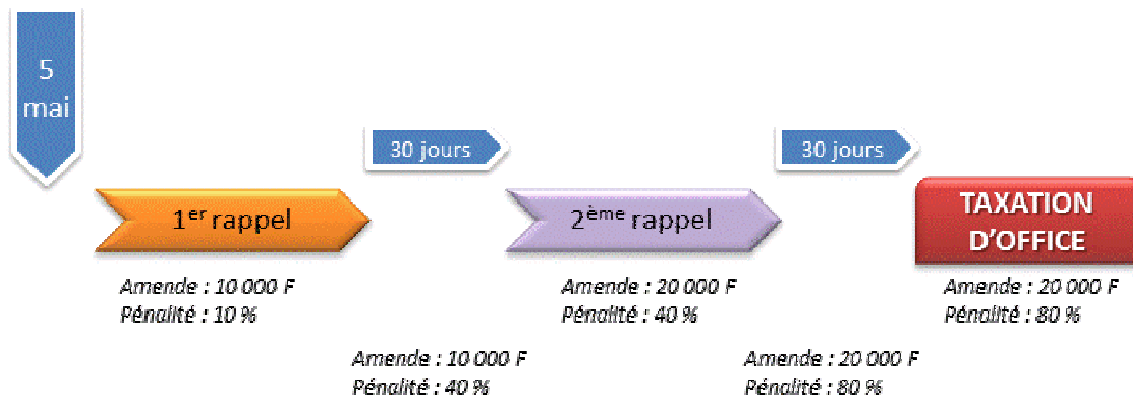 5
mai
30 jours
30 jours
1er rappel
2ème rappel
TAXATION
D'OFFICE
Amende : 10 000 F
Pénalité : 10 %
Amende : 20 000 F
Pénalité : 40 %
Amende : 20 000 F
Pénalité : 80 %
Amende : 10 000 F
Pénalité : 40 %
Amende : 20 000 F
Pénalité : 80 %